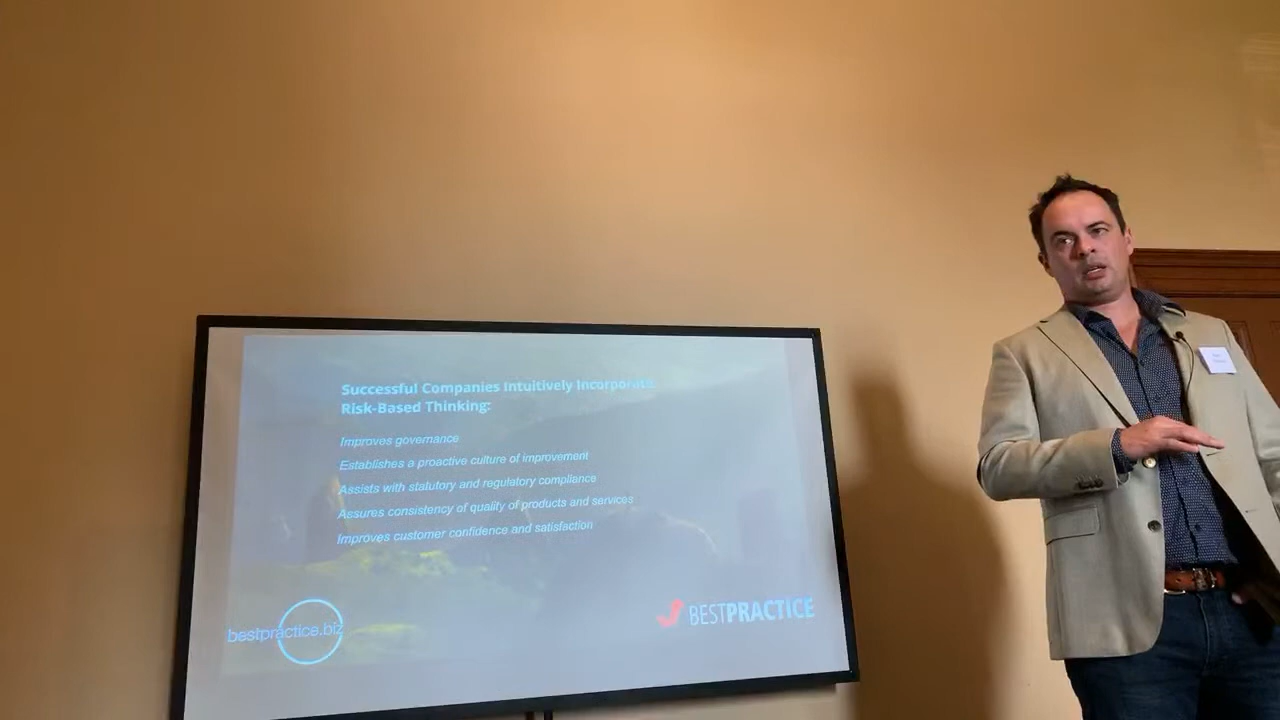 Successful Companies Intuitively Incorporate
Risk-Based Thinking:
Improves governance
Establishes a proactive culture of improvement
Assists with statutory and regulatory compliance
Assures consistency of quality of products and services
Improves customer confidence and satisfaction
bestpractice.biz
BESTPRACTICE